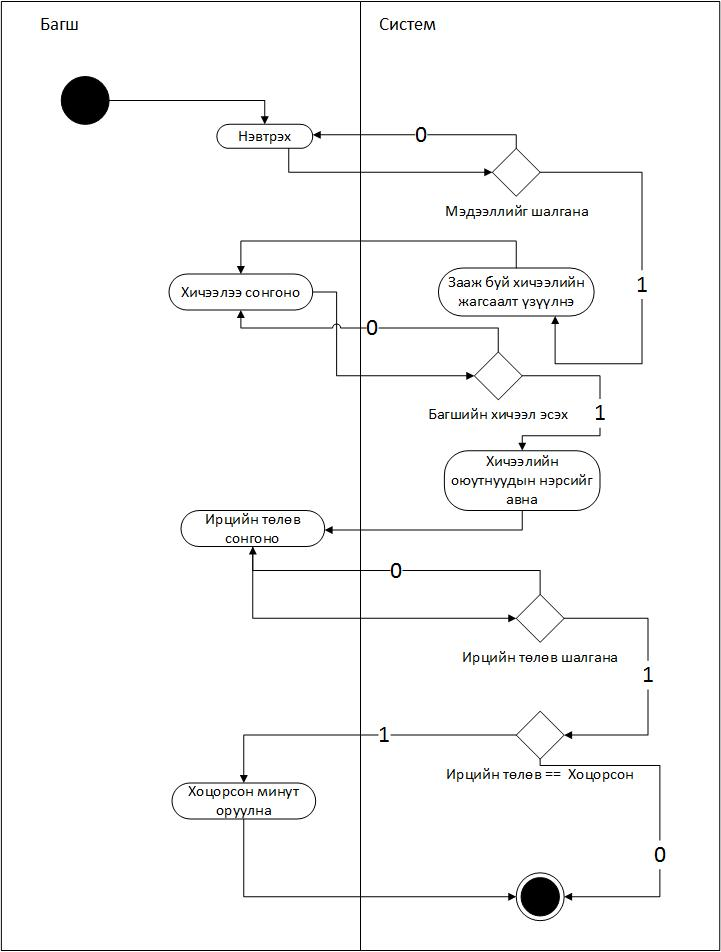 Багш
Систем
Нэвтрэх
0
Мэдээллийг шалгана
1
Хичээлээ сонгоно
Зааж буй хичээлийн
жагсаалт үзүүлнэ
0
Багшийн хичээл эсэх
1
Хичээлийн
оюутнуудын нэрсийг
авна
Ирцийн төлөв
сонгоно
0
Ирцийн төлөв шалгана
1
1
Ирцийн төлөв == Хоцорсон
Хоцорсон минут
оруулна
0